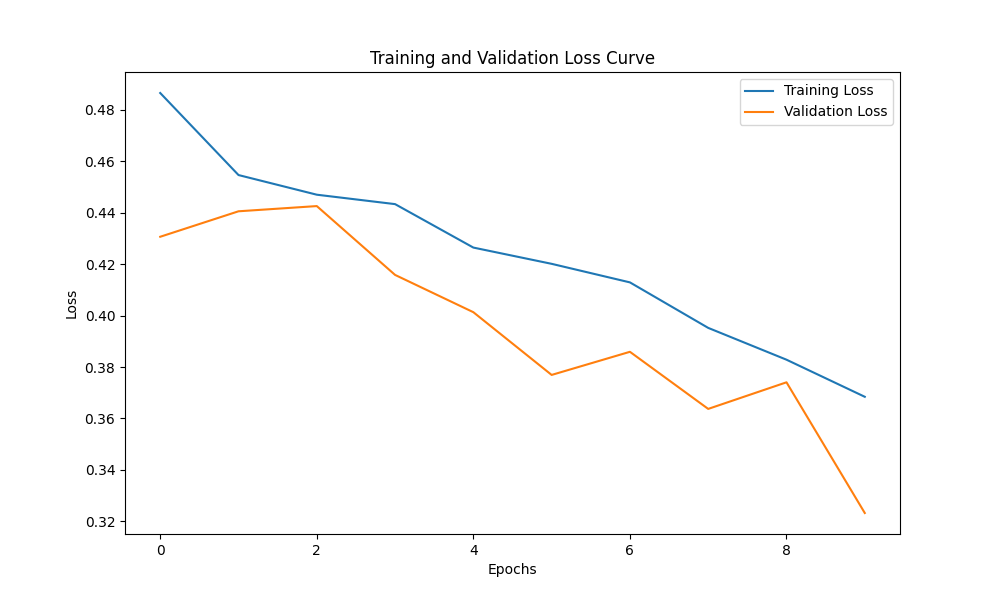 Training and Validation Loss Curve
Training Loss
Validation Loss
0.48
0.46
0.44
0.42
0.40
0.38
0.36
0.34
0.32
Loss
0 2 4 6 8
Epochs